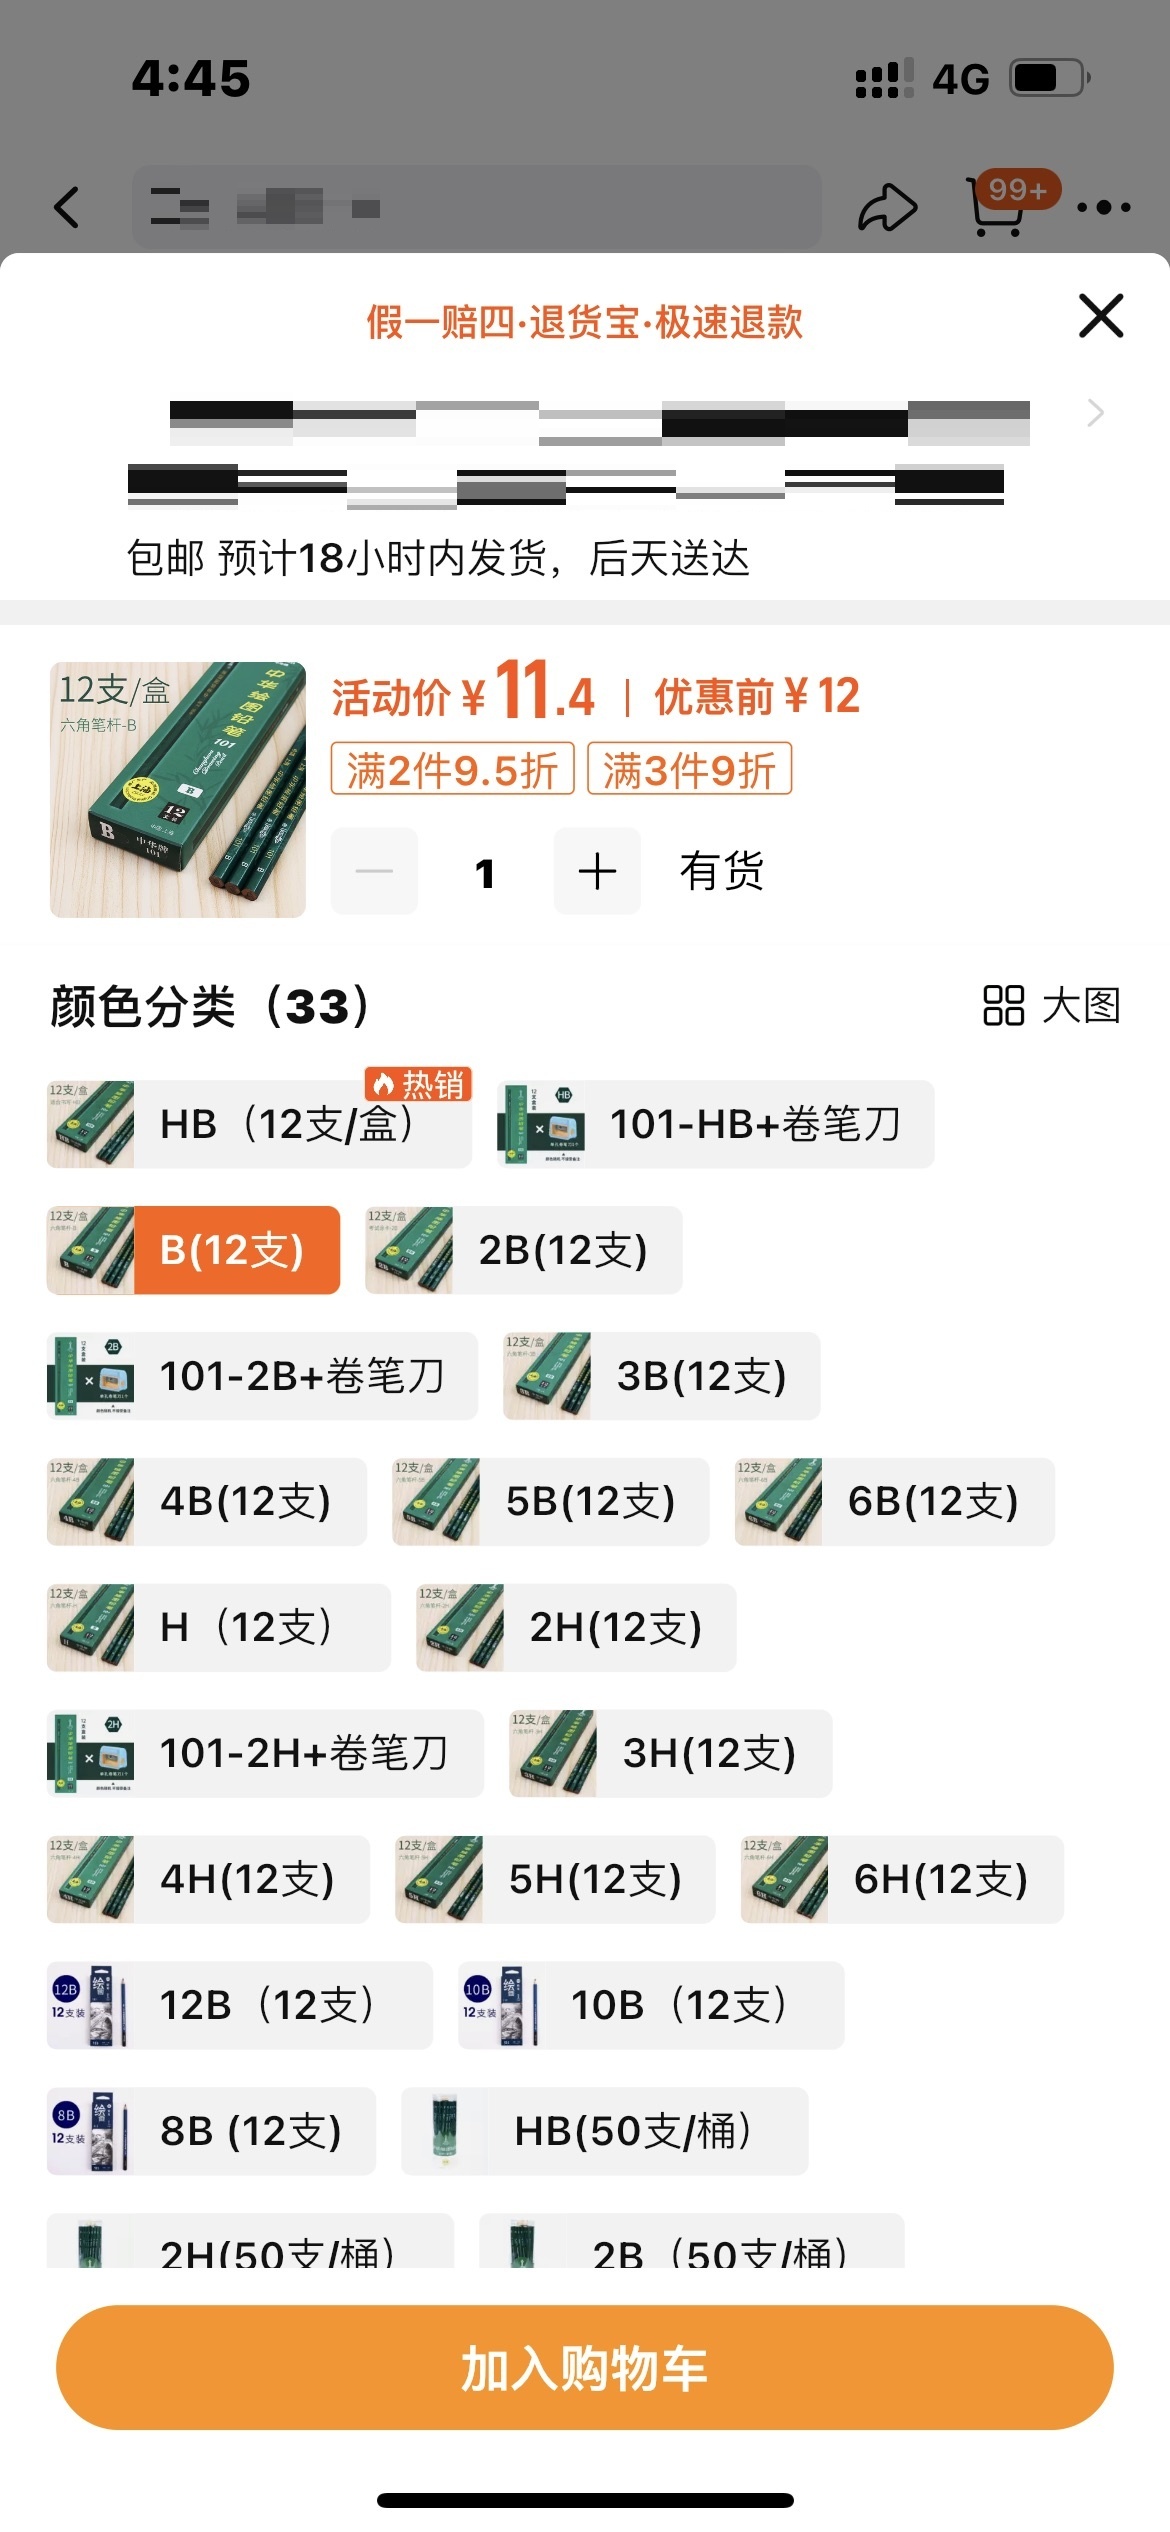 4:45
4G
99+
假一赔四·退货宝·极速退款
包邮 预计18小时内发货，后天送达
12支/盒
六角笔杆-B
中华绘图铅笔
101
B
12
B
中华牌
101
活动价 ¥ 11.4 | 优惠前 ¥ 12
满2件9.5折 满3件9折
1 有货
颜色分类（33） 大图
热销
HB（12支/盒） 101-HB+卷笔刀
B(12支) 2B(12支)
101-2B+卷笔刀 3B(12支)
4B(12支) 5B(12支) 6B(12支)
H（12支） 2H(12支)
101-2H+卷笔刀 3H(12支)
4H(12支) 5H(12支) 6H(12支)
12B（12支） 10B（12支）
8B (12支) HB(50支/桶）
2H(50支/桶） 2B（50支/桶）
加入购物车